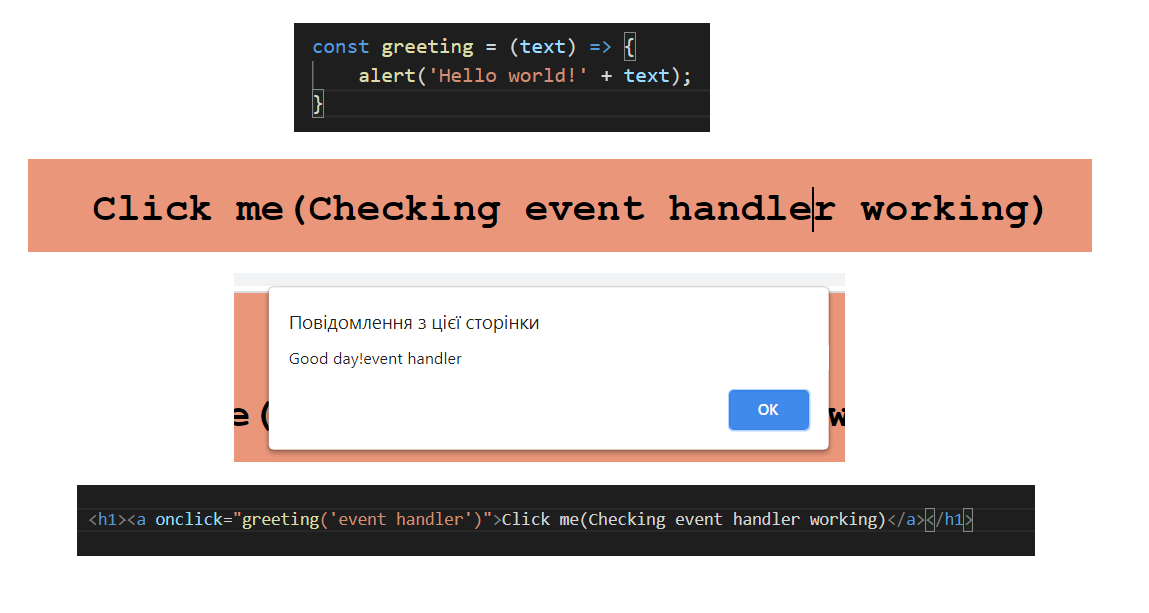 const greeting = (text) => {
alert('Hello world!' + text);
}
Click me(Checking event handler working)
Повідомлення з цієї сторінки
Good day!event handler
e(
w
OK
<h1><a onclick="greeting('event handler')">Click me(Checking event handler working)</a></h1>